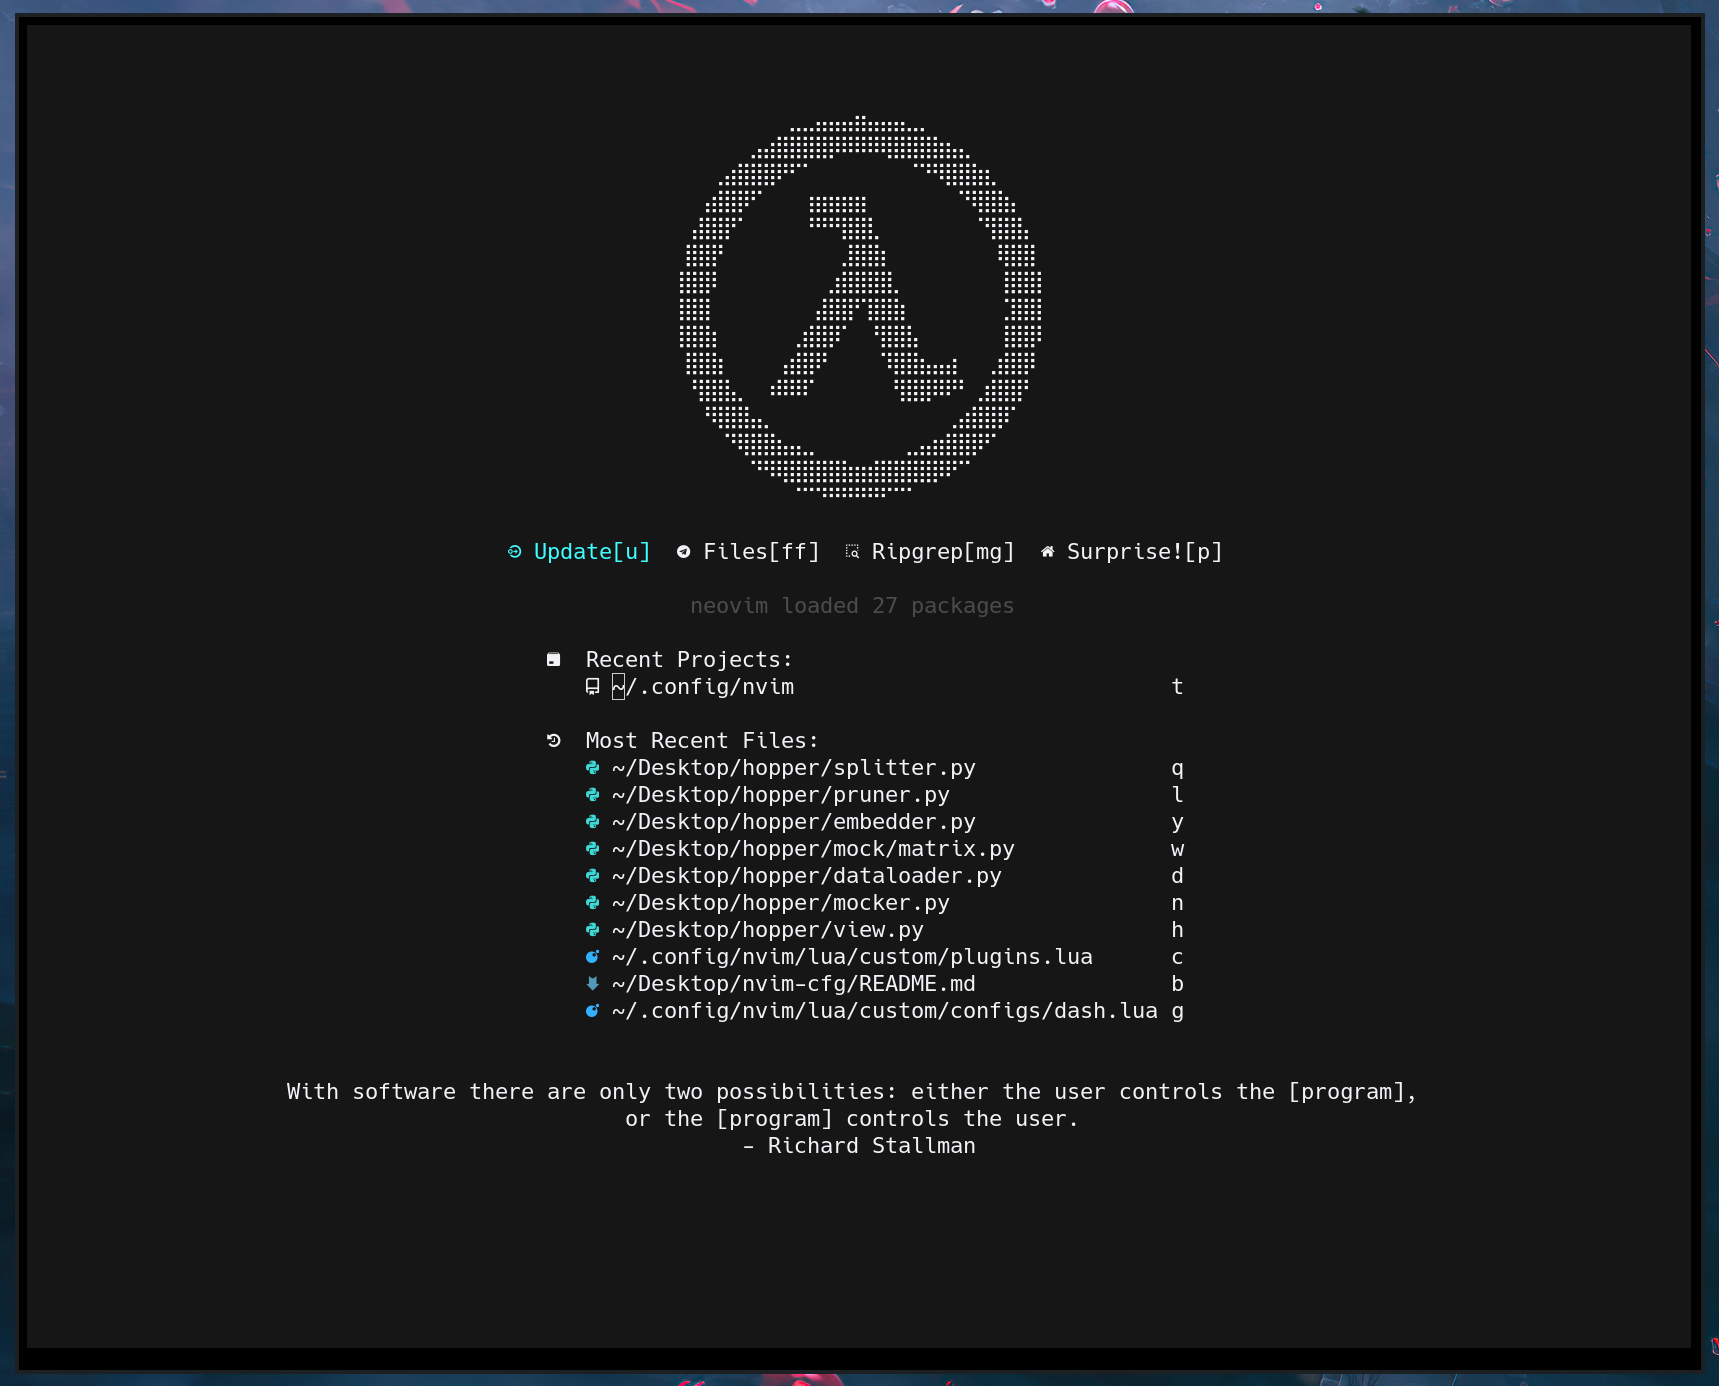 Update[u] Files[ff] Ripgrep[mg] Surprise![p]
neovim loaded 27 packages
Recent Projects:
~/.config/nvim t
Most Recent Files:
~/Desktop/hopper/splitter.py q
~/Desktop/hopper/pruner.py l
~/Desktop/hopper/embedder.py y
~/Desktop/hopper/mock/matrix.py w
~/Desktop/hopper/dataloader.py d
~/Desktop/hopper/mocker.py n
~/Desktop/hopper/view.py h
~/.config/nvim/lua/custom/plugins.lua c
~/Desktop/nvim-cfg/README.md b
~/.config/nvim/lua/custom/configs/dash.lua g
With software there are only two possibilities: either the user controls the [program],
or the [program] controls the user.
- Richard Stallman